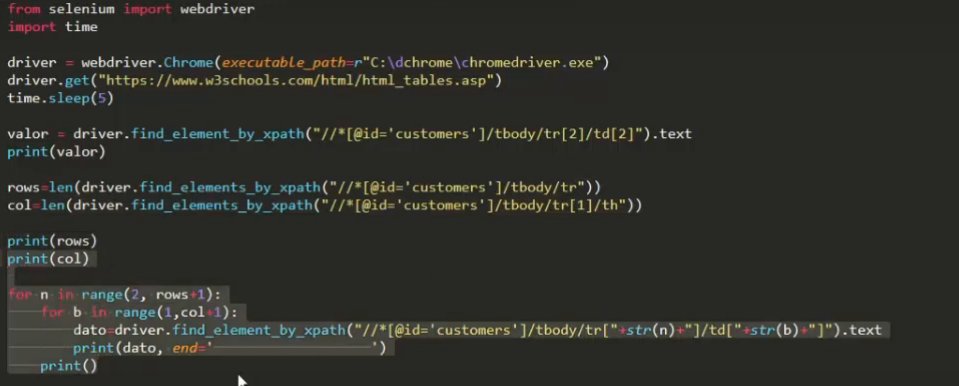 from selenium import webdriver
import time
driver = webdriver.Chrome(executable_path=r"C:\dchrome\chromedriver.exe")
driver.get("https://www.w3schools.com/html/html_tables.asp")
time.sleep(5)
valor = driver.find_element_by_xpath("//*[@id='customers']/tbody/tr[2]/td[2]").text
print(valor)
rows=len(driver.find_elements_by_xpath("//*[@id='customers']/tbody/tr"))
col=len(driver.find_elements_by_xpath("//*[@id='customers']/tbody/tr[1]/th"))
print(rows)
print(col)
for n in range(2, rows+1):
    for b in range(1,col+1):
        dato=driver.find_element_by_xpath("//*[@id='customers']/tbody/tr["+str(n)+"]/td["+str(b)+"]").text
        print(dato, end='                    ')
    print()